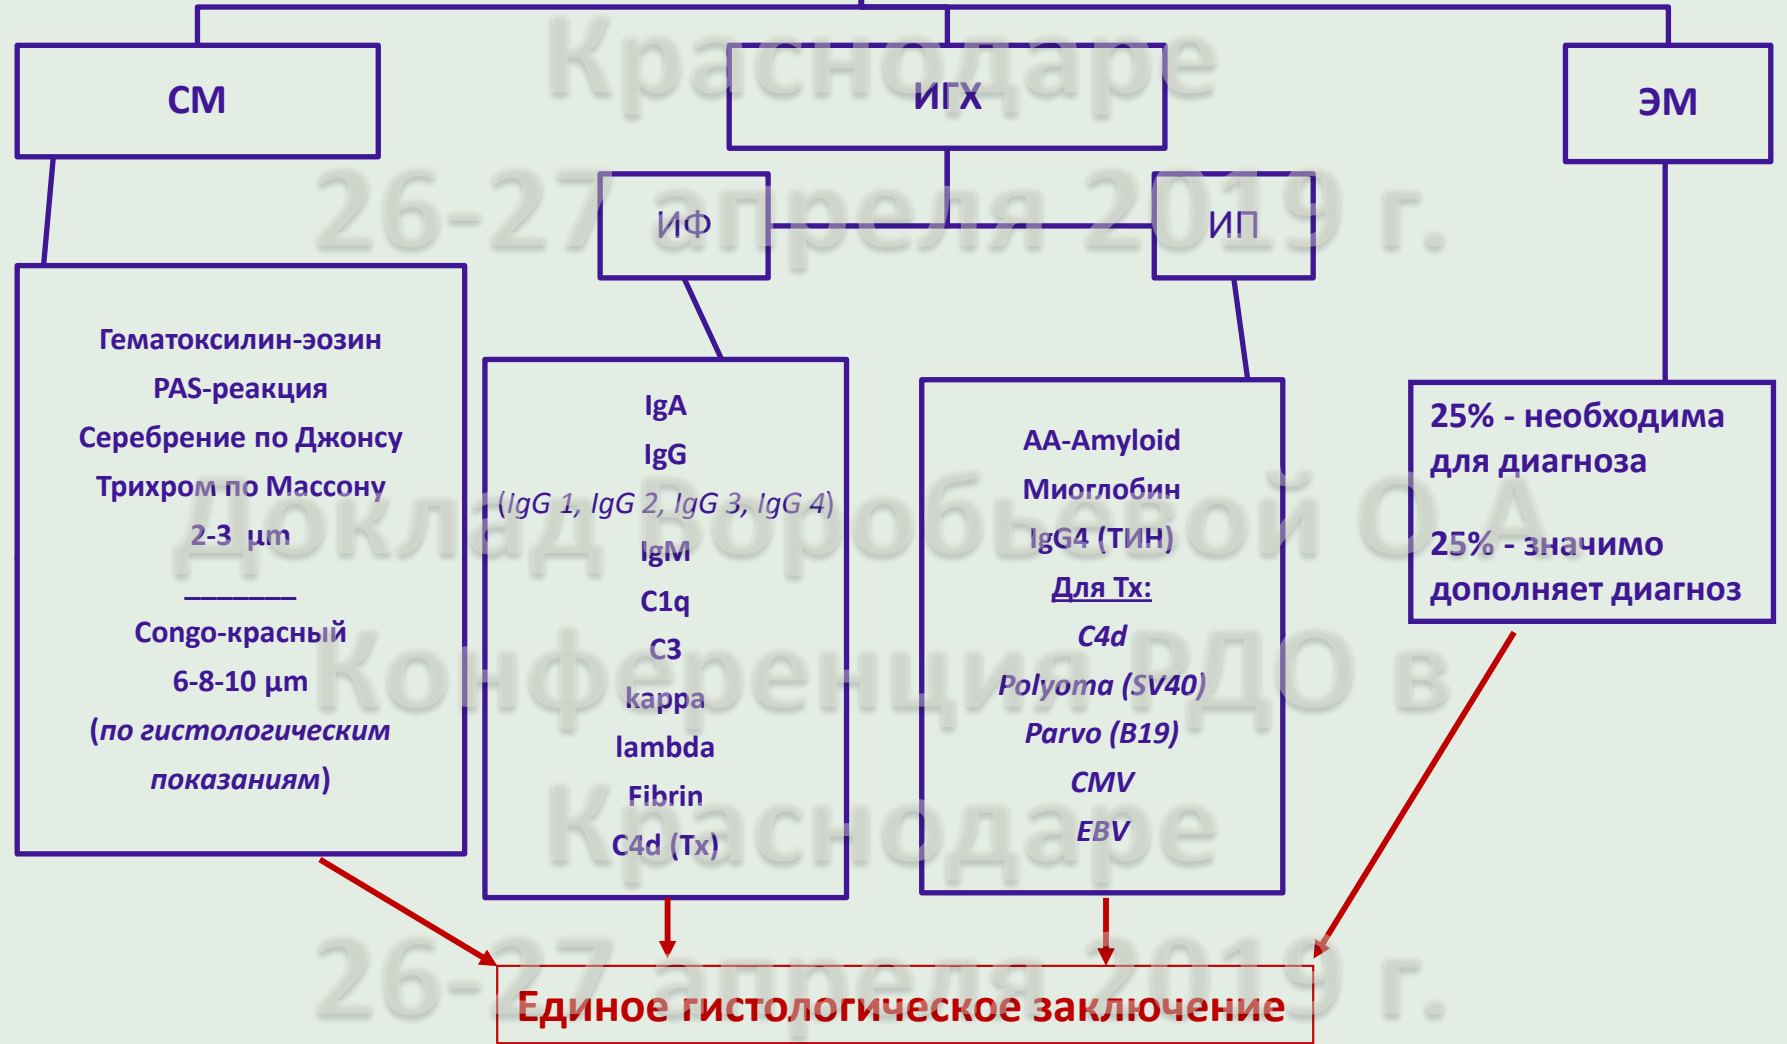 СМ
ИГХ
ЭМ
ИФ
ИП
Гематоксилин-эозин
PAS-реакция
Серебрение по Джонсу
Трихром по Массону
2-3 μm
_______
Congo-красный
6-8-10 μm
(по гистологическим
показаниям)
IgA
IgG
(IgG 1, IgG 2, IgG 3, IgG 4)
IgM
C1q
C3
kappa
lambda
Fibrin
C4d (Tx)
AA-Amyloid
Миоглобин
IgG4 (ТИН)
Для Тх:
C4d
Polyoma (SV40)
Parvo (B19)
CMV
EBV
25% - необходима
для диагноза
25% - значимо
дополняет диагноз
Единое гистологическое заключение
Краснодаре
26-27 апреля 2019 г.
Доклад Воробьевой О А
Конференция РДО в
Краснодаре
26-27 апреля 2019 г.